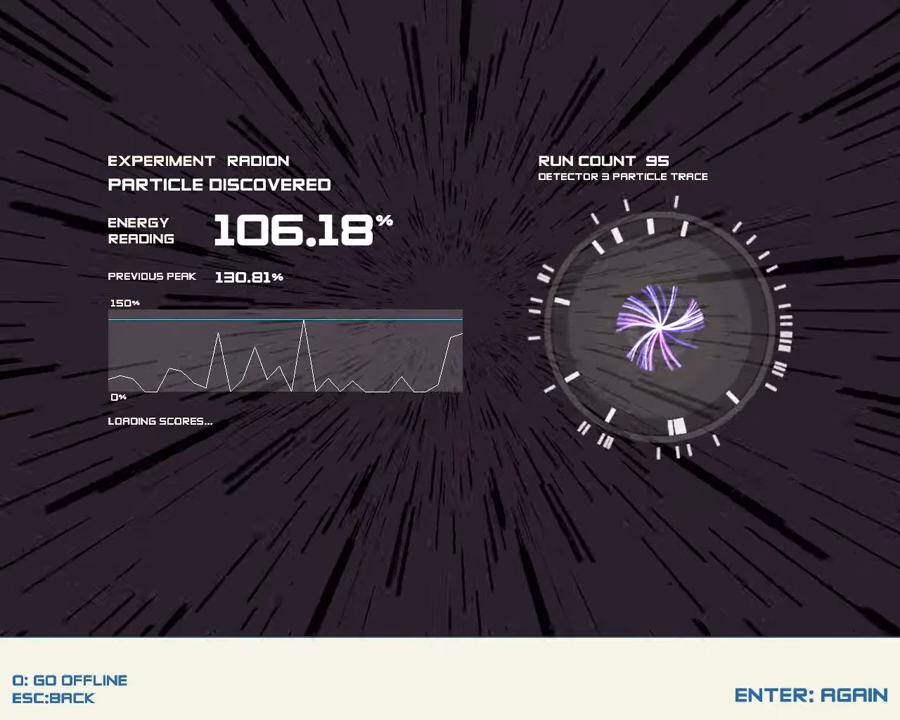 EXPERIMENT RADION
PARTICLE DISCOVERED
ENERGY READING 106.18%
PREVIOUS PEAK 130.81%
150%
0%
LOADING SCORES...
RUN COUNT 95
DETECTOR 3 PARTICLE TRACE
O: GO OFFLINE
ESC:BACK
ENTER: AGAIN